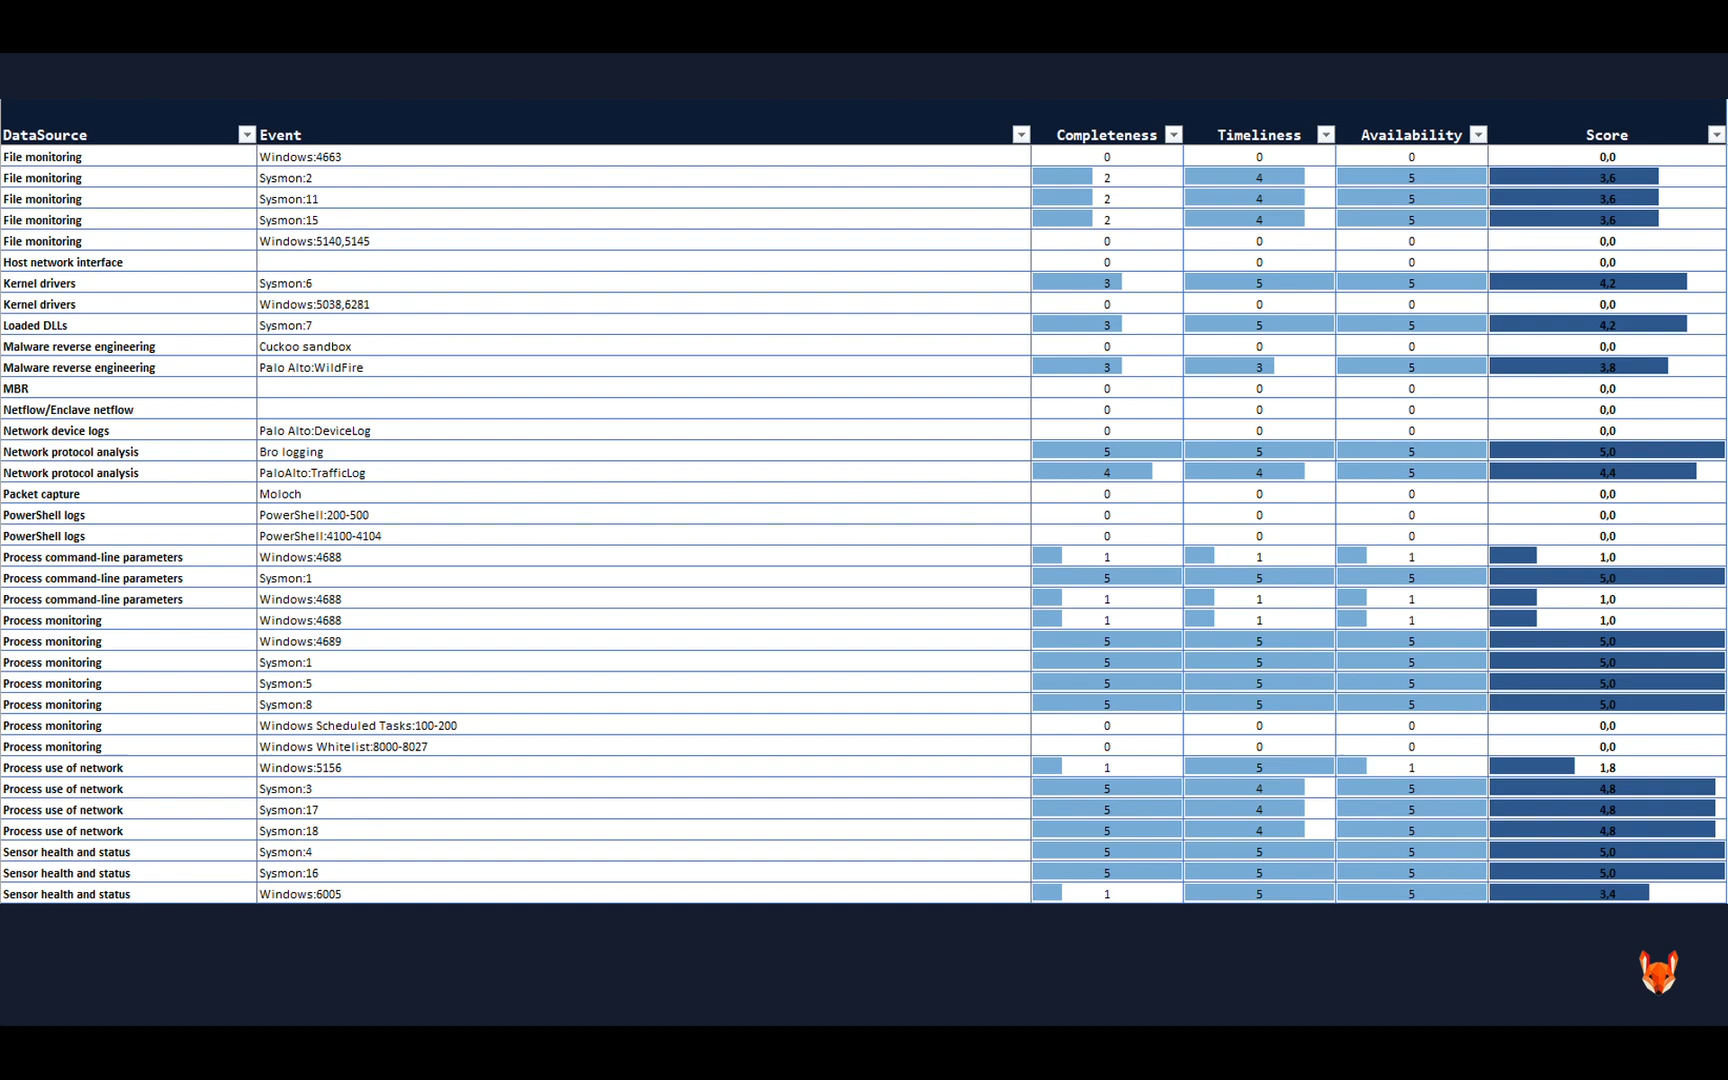 DataSource Event Completeness Timeliness Availability Score
File monitoring Windows:4663 0 0 0 0,0
File monitoring Sysmon:2 2 4 5 3,6
File monitoring Sysmon:11 2 4 5 3,6
File monitoring Sysmon:15 2 4 5 3,6
File monitoring Windows:5140,5145 0 0 0 0,0
Host network interface 0 0 0 0,0
Kernel drivers Sysmon:6 3 5 5 4,2
Kernel drivers Windows:5038,6281 0 0 0 0,0
Loaded DLLs Sysmon:7 3 5 5 4,2
Malware reverse engineering Cuckoo sandbox 0 0 0 0,0
Malware reverse engineering Palo Alto:WildFire 3 3 5 3,8
MBR 0 0 0 0,0
Netflow/Enclave netflow 0 0 0 0,0
Network device logs Palo Alto:DeviceLog 0 0 0 0,0
Network protocol analysis Bro logging 5 5 5 5,0
Network protocol analysis PaloAlto:TrafficLog 4 4 5 4,4
Packet capture Moloch 0 0 0 0,0
PowerShell logs PowerShell:200-500 0 0 0 0,0
PowerShell logs PowerShell:4100-4104 0 0 0 0,0
Process command-line parameters Windows:4688 1 1 1 1,0
Process command-line parameters Sysmon:1 5 5 5 5,0
Process command-line parameters Windows:4688 1 1 1 1,0
Process monitoring Windows:4688 1 1 1 1,0
Process monitoring Windows:4689 5 5 5 5,0
Process monitoring Sysmon:1 5 5 5 5,0
Process monitoring Sysmon:5 5 5 5 5,0
Process monitoring Sysmon:8 5 5 5 5,0
Process monitoring Windows Scheduled Tasks:100-200 0 0 0 0,0
Process monitoring Windows Whitelist:8000-8027 0 0 0 0,0
Process use of network Windows:5156 1 5 1 1,8
Process use of network Sysmon:3 5 4 5 4,8
Process use of network Sysmon:17 5 4 5 4,8
Process use of network Sysmon:18 5 4 5 4,8
Sensor health and status Sysmon:4 5 5 5 5,0
Sensor health and status Sysmon:16 5 5 5 5,0
Sensor health and status Windows:6005 1 5 5 3,4